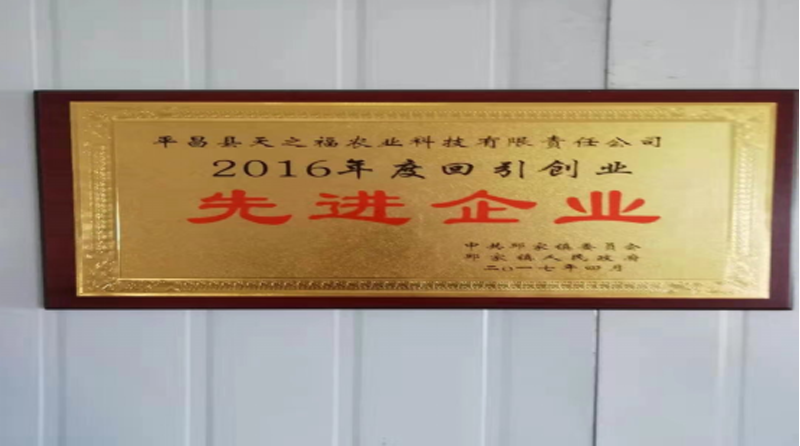 平昌县天之福农业科技有限责任公司
2016年度回引创业
先进企业
中共邱家镇委员会
邱家镇人民政府
二〇一七年四月